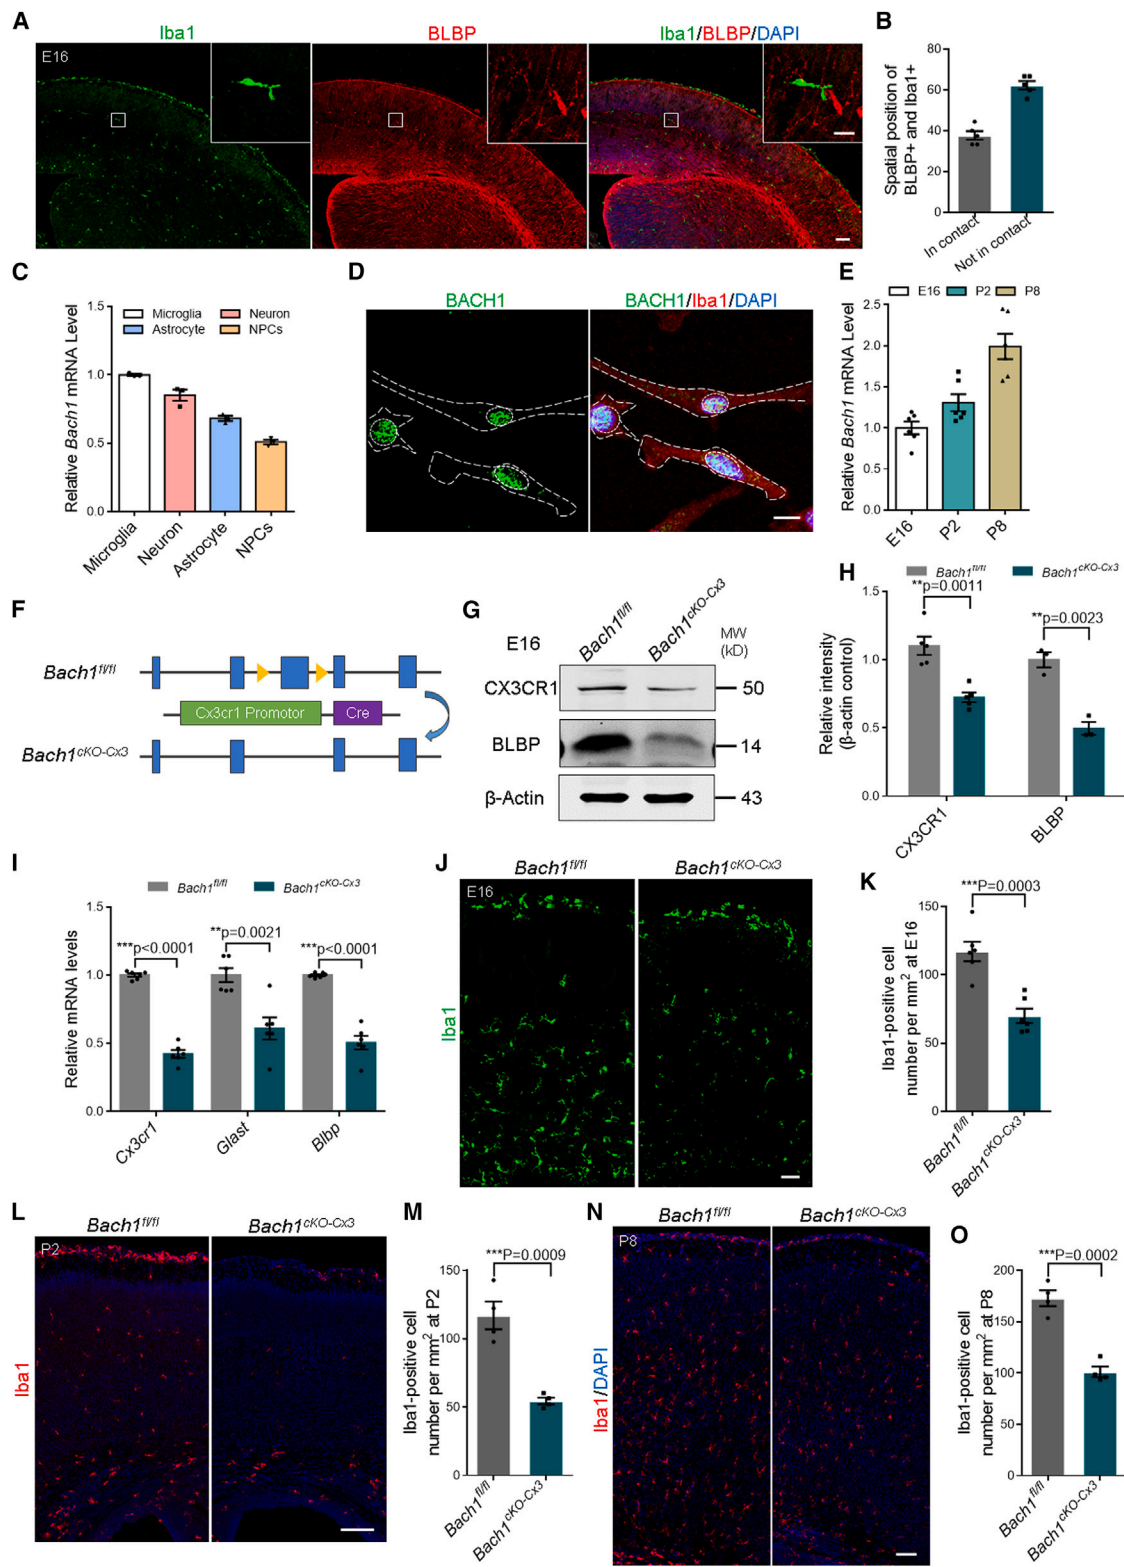 A
Iba1
BLBP
Iba1/BLBP/DAPI
E16
B
Spatial position of
BLBP+ and Iba1+
80
60
40
20
0
In contact
Not in contact
C
Relative Bach1 mRNA Level
1.5
1.0
0.5
0.0
Microglia
Neuron
Astrocyte
NPCs
Microglia
Neuron
Astrocyte
NPCs
D
BACH1
BACH1/Iba1/DAPI
E
E16
P2
P8
Relative Bach1 mRNA Level
2.5
2.0
1.5
1.0
0.5
0.0
E16
P2
P8
F
Bach1fl/fl
Cx3cr1 Promotor
Cre
Bach1cKO-Cx3
G
E16
Bach1fl/fl
Bach1cKO-Cx3
MW
(kD)
CX3CR1
50
BLBP
14
β-Actin
43
H
Bach1fl/fl
Bach1cKO-Cx3
Relative intensity
(β-actin control)
1.5
1.0
0.5
0.0
**p=0.0011
**p=0.0023
CX3CR1
BLBP
I
Bach1fl/fl
Bach1cKO-Cx3
Relative mRNA levels
1.5
1.0
0.5
0.0
***p<0.0001
**p=0.0021
***p<0.0001
Cx3cr1
Glast
Blbp
J
Bach1fl/fl
Bach1cKO-Cx3
E16
Iba1
K
***P=0.0003
Iba1-positive cell
number per mm2 at E16
150
100
50
0
Bach1fl/fl
Bach1cKO-Cx3
L
Bach1fl/fl
Bach1cKO-Cx3
P2
Iba1
M
***P=0.0009
Iba1-positive cell
number per mm2 at P2
150
100
50
0
Bach1fl/fl
Bach1cKO-Cx3
N
Bach1fl/fl
Bach1cKO-Cx3
P8
Iba1/DAPI
O
***P=0.0002
Iba1-positive cell
number per mm2 at P8
200
150
100
50
0
Bach1fl/fl
Bach1cKO-Cx3